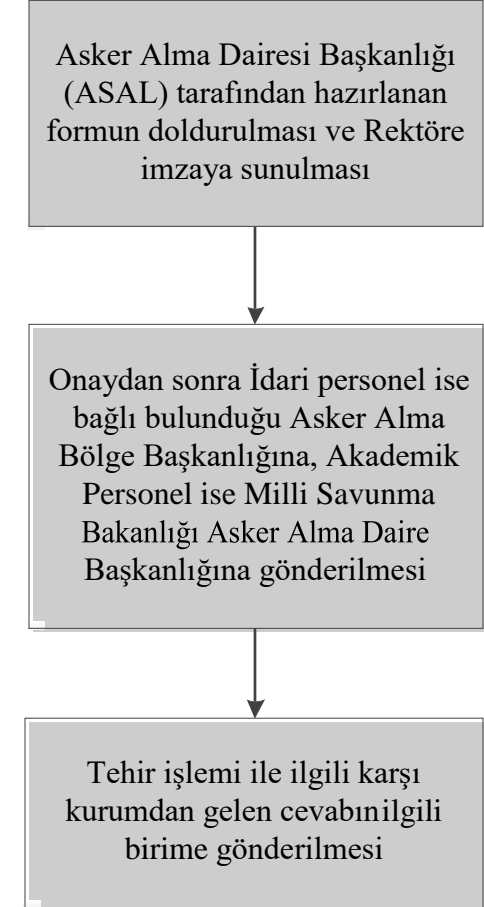 Asker Alma Dairesi Başkanlığı
(ASAL) tarafından hazırlanan
formun doldurulması ve Rektöre
imzaya sunulması
Onaydan sonra İdari personel ise
bağlı bulunduğu Asker Alma
Bölge Başkanlığına, Akademik
Personel ise Milli Savunma
Bakanlığı Asker Alma Daire
Başkanlığına gönderilmesi
Tehir işlemi ile ilgili karşı
kurumdan gelen cevabınilgili
birime gönderilmesi